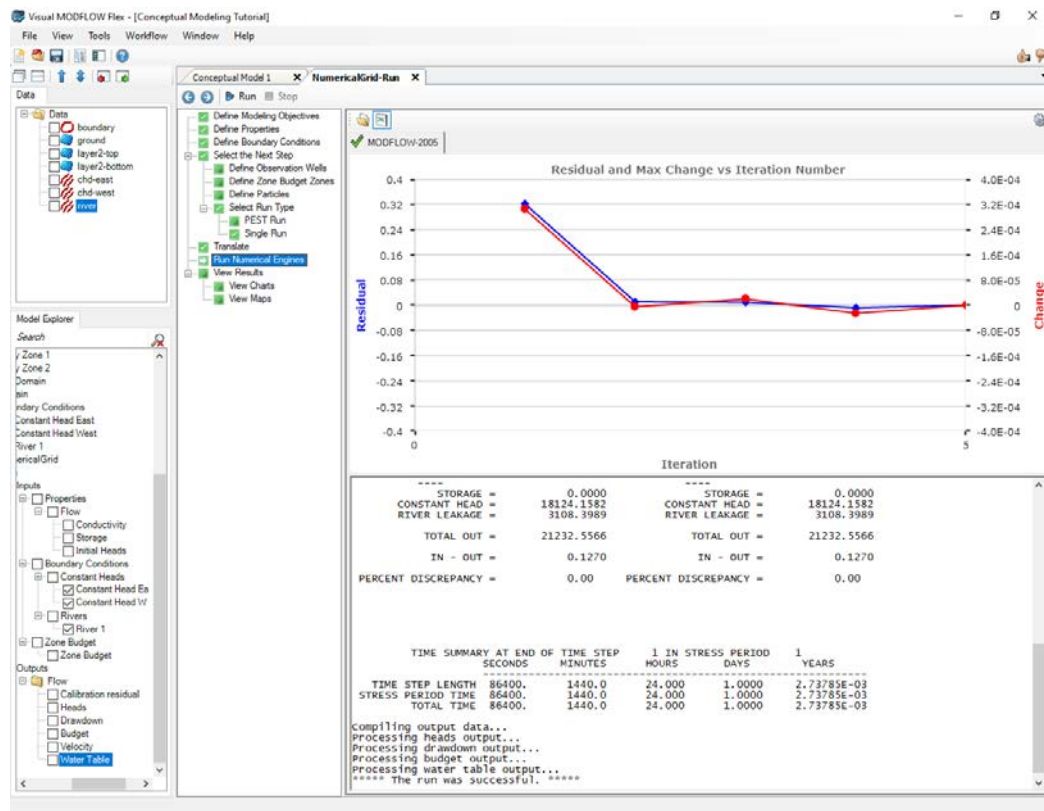 Visual MODFLOW Flex - [Conceptual Modeling Tutorial]
File View Tools Workflow Window Help
Data
Data
boundary
ground
layer2-top
layer2-bottom
chd-east
chd-west
river
Model Explorer
Search
y Zone 1
y Zone 2
Domain
ain
ndary Conditions
Constant Head East
Constant Head West
River 1
ericalGrid
Inputs
Properties
Flow
Conductivity
Storage
Initial Heads
Boundary Conditions
Constant Heads
Constant Head Ea
Constant Head W
Rivers
River 1
Zone Budget
Zone Budget
Outputs
Flow
Calibration residual
Heads
Drawdown
Budget
Velocity
Water Table
Conceptual Model 1 X NumericalGrid-Run X
Run Stop
Define Modeling Objectives
Define Properties
Define Boundary Conditions
Select the Next Step
Define Observation Wells
Define Zone Budget Zones
Define Particles
Select Run Type
PEST Run
Single Run
Translate
Run Numerical Engines
View Results
View Charts
View Maps
MODFLOW-2005
Residual and Max Change vs Iteration Number
0.4 4.0E-04
0.32 3.2E-04
0.24 2.4E-04
0.16 1.6E-04
0.08 8.0E-05
0 0
-0.08 -8.0E-05
-0.16 -1.6E-04
-0.24 -2.4E-04
-0.32 -3.2E-04
-0.4 -4.0E-04
Residual
Change
0 5
Iteration
---- ----
STORAGE = 0.0000 STORAGE = 0.0000
CONSTANT HEAD = 18124.1582 CONSTANT HEAD = 18124.1582
RIVER LEAKAGE = 3108.3989 RIVER LEAKAGE = 3108.3989
TOTAL OUT = 21232.5566 TOTAL OUT = 21232.5566
IN - OUT = 0.1270 IN - OUT = 0.1270
PERCENT DISCREPANCY = 0.00 PERCENT DISCREPANCY = 0.00
TIME SUMMARY AT END OF TIME STEP 1 IN STRESS PERIOD 1
SECONDS MINUTES HOURS DAYS YEARS
-----------------------------------------------------------
TIME STEP LENGTH 86400. 1440.0 24.000 1.0000 2.73785E-03
STRESS PERIOD TIME 86400. 1440.0 24.000 1.0000 2.73785E-03
TOTAL TIME 86400. 1440.0 24.000 1.0000 2.73785E-03
Compiling output data...
Processing heads output...
Processing drawdown output...
Processing budget output...
Processing water table output...
***** The run was successful. *****